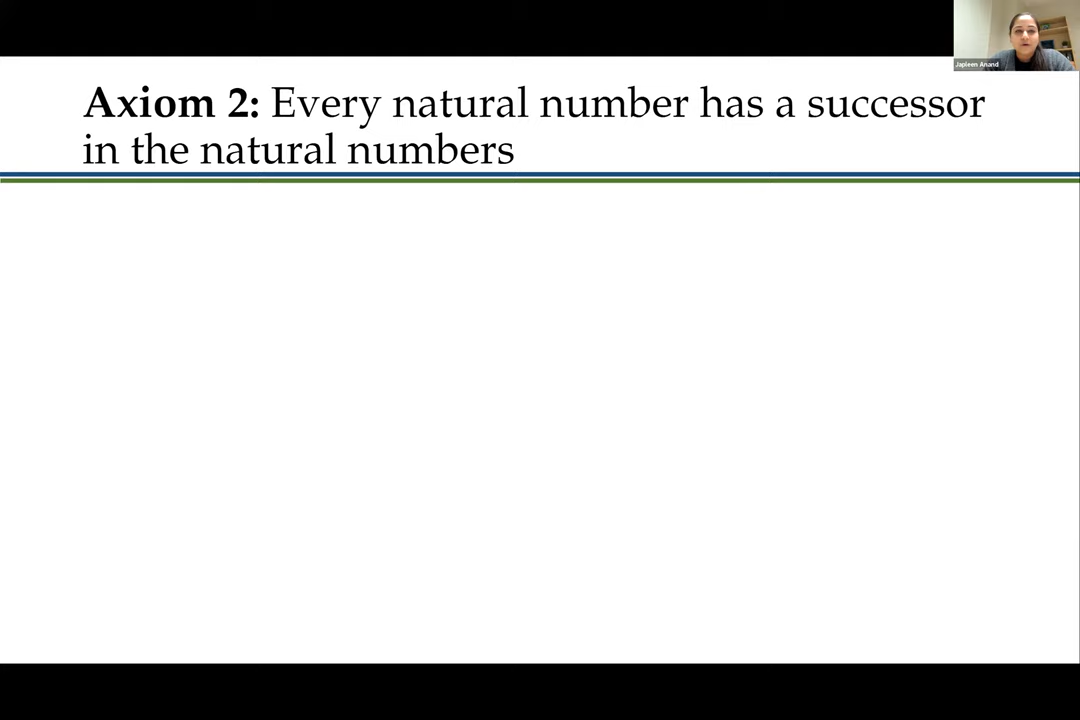 Japleen Anand
Axiom 2: Every natural number has a successor
in the natural numbers